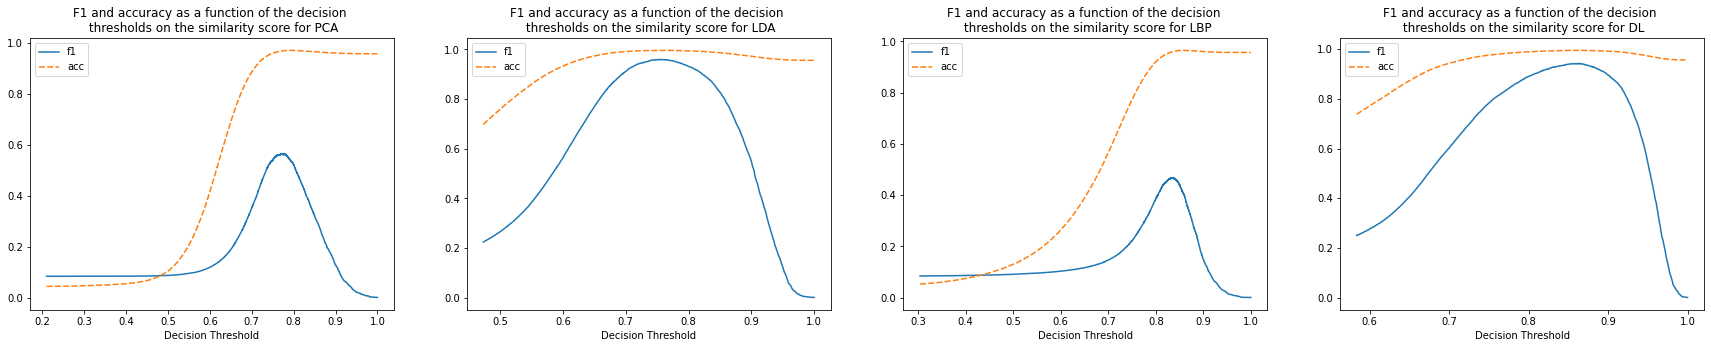 F1 and accuracy as a function of the decision
thresholds on the similarity score for PCA
f1
acc
1.0
0.8
0.6
0.4
0.2
0.0
0.2 0.3 0.4 0.5 0.6 0.7 0.8 0.9 1.0
Decision Threshold
F1 and accuracy as a function of the decision
thresholds on the similarity score for LDA
f1
acc
1.0
0.8
0.6
0.4
0.2
0.0
0.5 0.6 0.7 0.8 0.9 1.0
Decision Threshold
F1 and accuracy as a function of the decision
thresholds on the similarity score for LBP
f1
acc
1.0
0.8
0.6
0.4
0.2
0.0
0.3 0.4 0.5 0.6 0.7 0.8 0.9 1.0
Decision Threshold
F1 and accuracy as a function of the decision
thresholds on the similarity score for DL
f1
acc
1.0
0.8
0.6
0.4
0.2
0.0
0.6 0.7 0.8 0.9 1.0
Decision Threshold